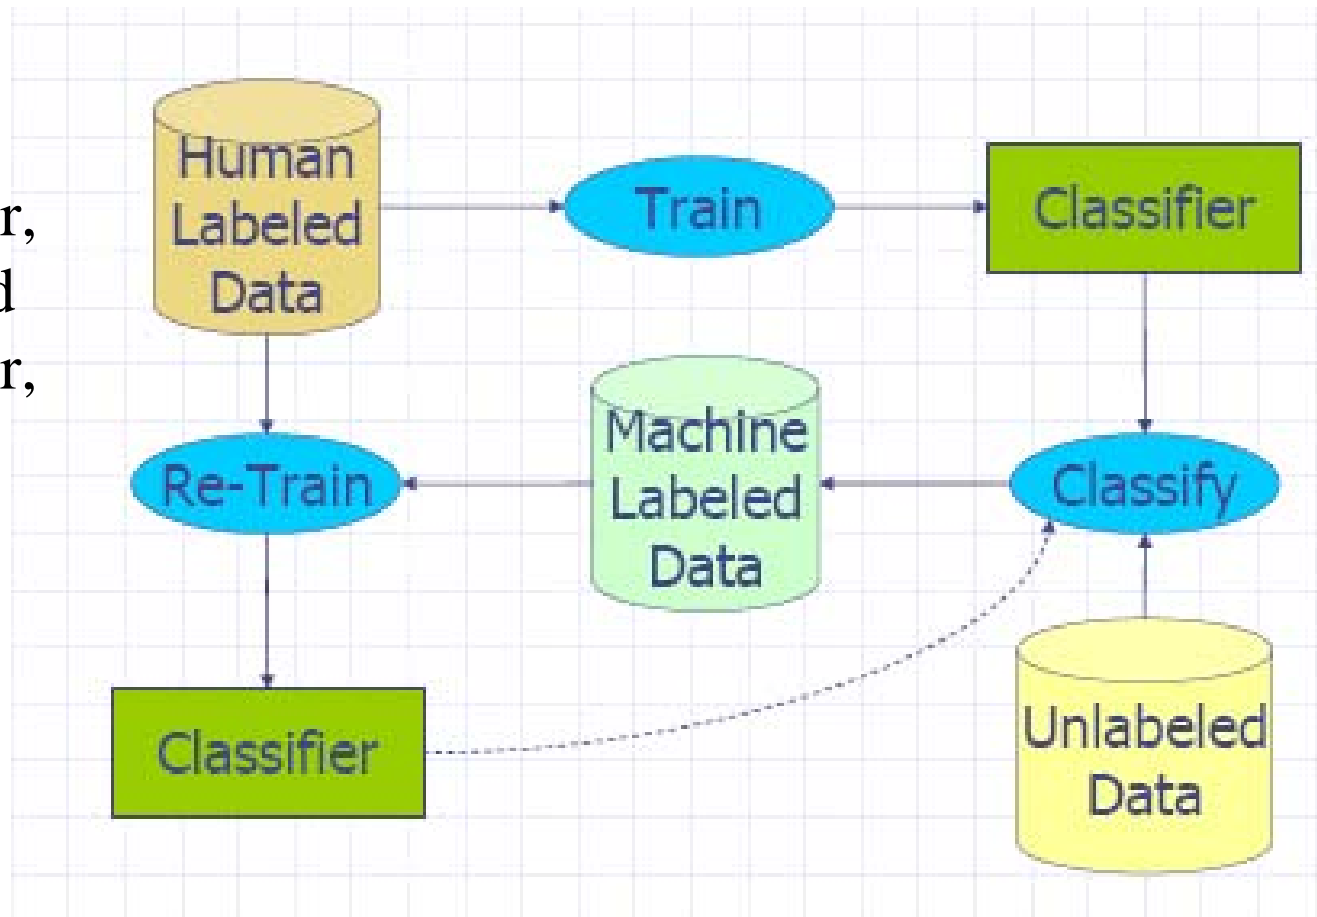 Human
Labeled
Data
Train
Classifier
r,
d
r,
Re-Train
Machine
Labeled
Data
Classify
Classifier
Unlabeled
Data